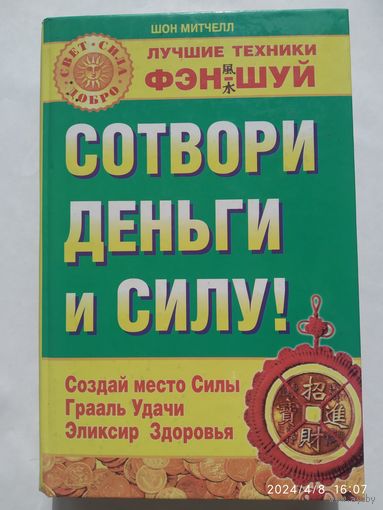 ШОН МИТЧЕЛЛ
СВЕТ • СИЛА • ДОБРО
ЛУЧШИЕ ТЕХНИКИ
ФЭН-ШУЙ
風水
СОТВОРИ
ДЕНЬГИ
И СИЛУ!
Создай место Силы
Грааль Удачи
Эликсир Здоровья
招財進寶
2024/4/8 16:07